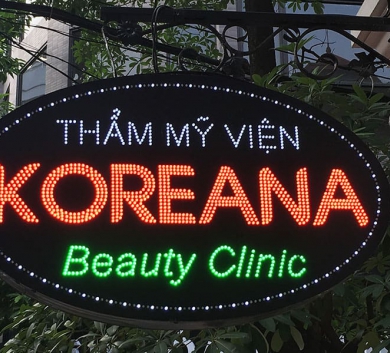 THẨM MỸ VIỆN
KOREANA
Beauty Clinic